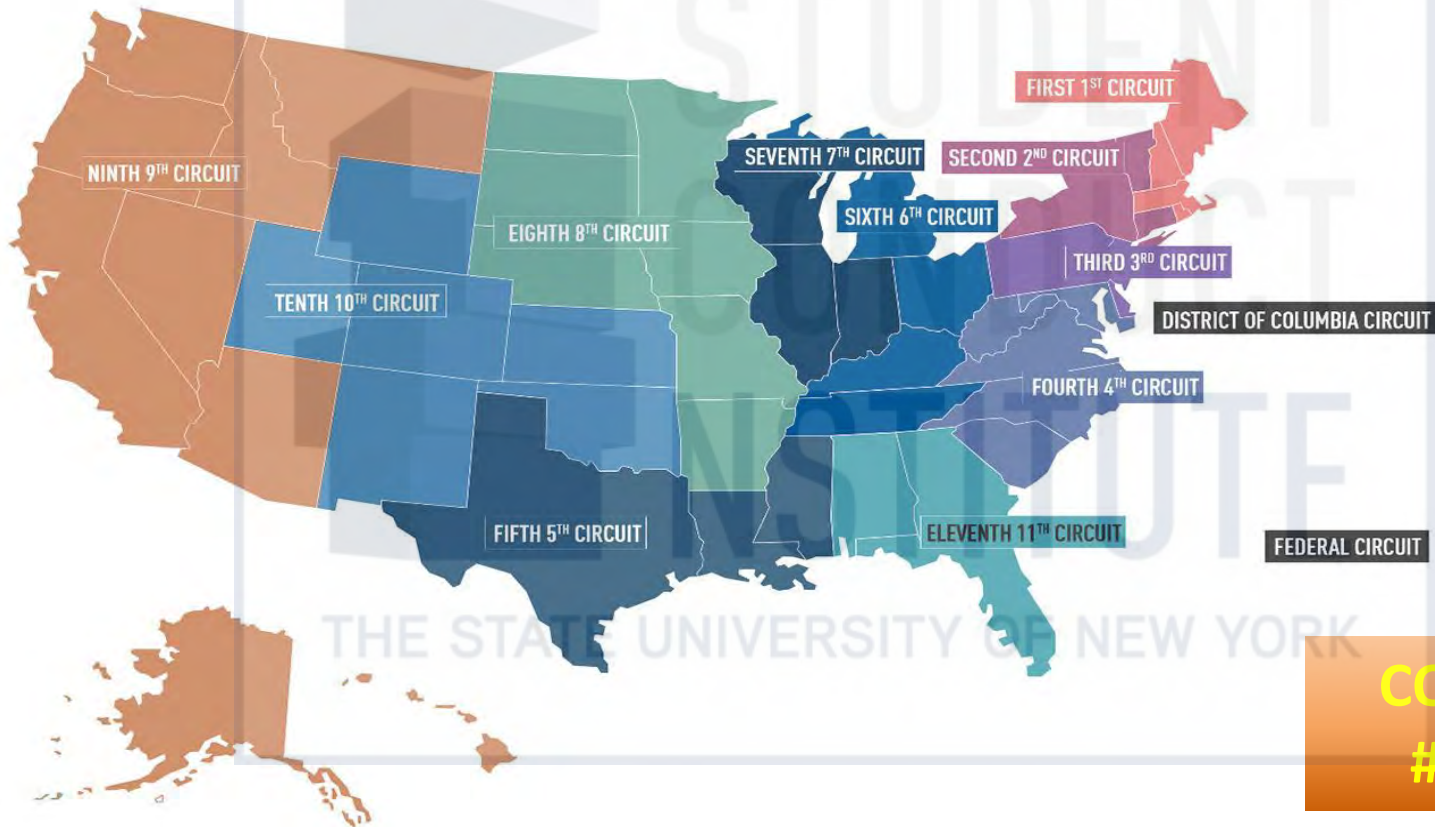 STUDENT
CONDUCT
INSTITUTE
THE STATE UNIVERSITY OF NEW YORK
FIRST 1ST CIRCUIT
SEVENTH 7TH CIRCUIT
SECOND 2ND CIRCUIT
NINTH 9TH CIRCUIT
SIXTH 6TH CIRCUIT
EIGHTH 8TH CIRCUIT
THIRD 3RD CIRCUIT
TENTH 10TH CIRCUIT
DISTRICT OF COLUMBIA CIRCUIT
FOURTH 4TH CIRCUIT
FIFTH 5TH CIRCUIT
ELEVENTH 11TH CIRCUIT
FEDERAL CIRCUIT
#